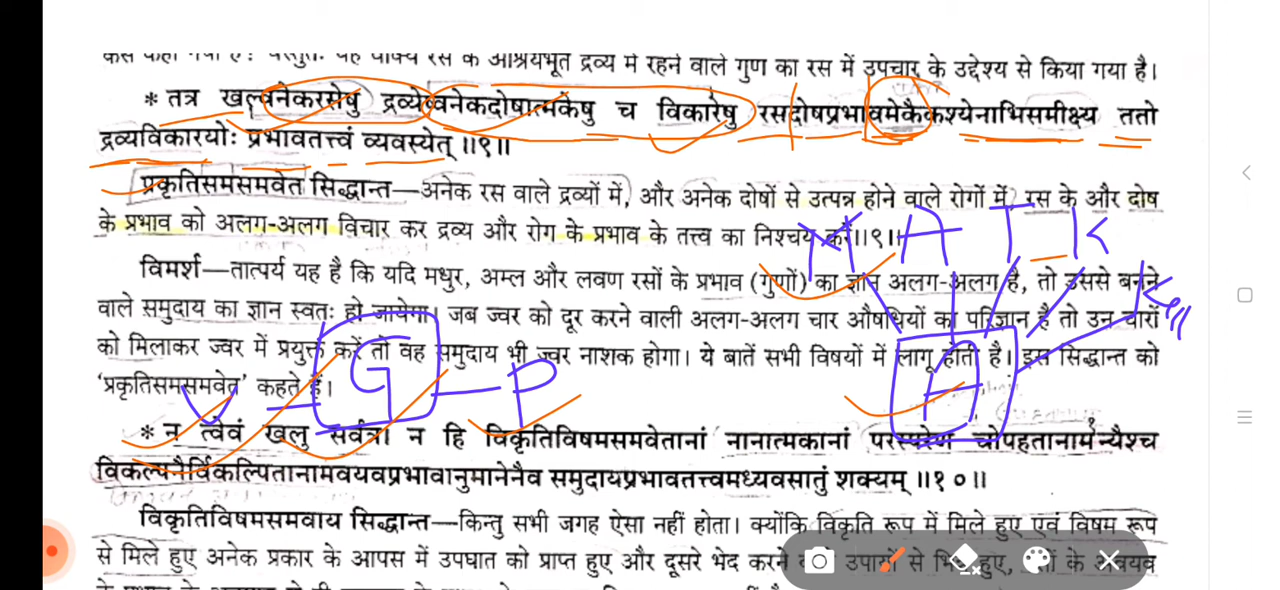 कैसे कहा गया है? वस्तुतः यह वाक्य रस के आश्रयभूत द्रव्य में रहने वाले गुण का रस में उपचार के उद्देश्य से किया गया है।
* तत्र खल्वनेकरसेषु द्रव्येष्वनेकदोषात्मकेषु च विकारेषु रसदोषप्रभावमेकैकश्येनाभिसमीक्ष्य ततो
द्रव्यविकारयोः प्रभावतत्त्वं व्यवस्येत् ॥९॥
प्रकृतिसमसमवेत सिद्धान्त—अनेक रस वाले द्रव्यों में, और अनेक दोषों से उत्पन्न होने वाले रोगों में रस के और दोष
के प्रभाव को अलग-अलग विचार कर द्रव्य और रोग के प्रभाव के तत्त्व का निश्चय करें॥९॥
M A T K
विमर्श—तात्पर्य यह है कि यदि मधुर, अम्ल और लवण रसों के प्रभाव (गुणों) का ज्ञान अलग-अलग है, तो उससे बनने
वाले समुदाय का ज्ञान स्वतः हो जायेगा। जब ज्वर को दूर करने वाली अलग-अलग चार औषधियों का परिज्ञान है तो उन चारों
को मिलाकर ज्वर में प्रयुक्त करें तो वह समुदाय भी ज्वर नाशक होगा। ये बातें सभी विषयों में लागू होती है। इस सिद्धान्त को
'प्रकृतिसमसमवेत' कहते हैं।
G P
* न त्वेवं खलु सर्वत्र। न हि विकृतिविषमसमवेतानां नानात्मकानां परस्परेण चोपहतानामन्यैश्च
विकल्पनैर्विकल्पितानामवयवप्रभावानुमानेनैव समुदायप्रभावतत्त्वमध्यवसातुं शक्यम् ॥१०॥
विकृतिविषमसमवाय सिद्धान्त—किन्तु सभी जगह ऐसा नहीं होता। क्योंकि विकृति रूप में मिले हुए एवं विषम रूप
से मिले हुए अनेक प्रकार के आपस में उपघात को प्राप्त हुए और दूसरे भेद करने